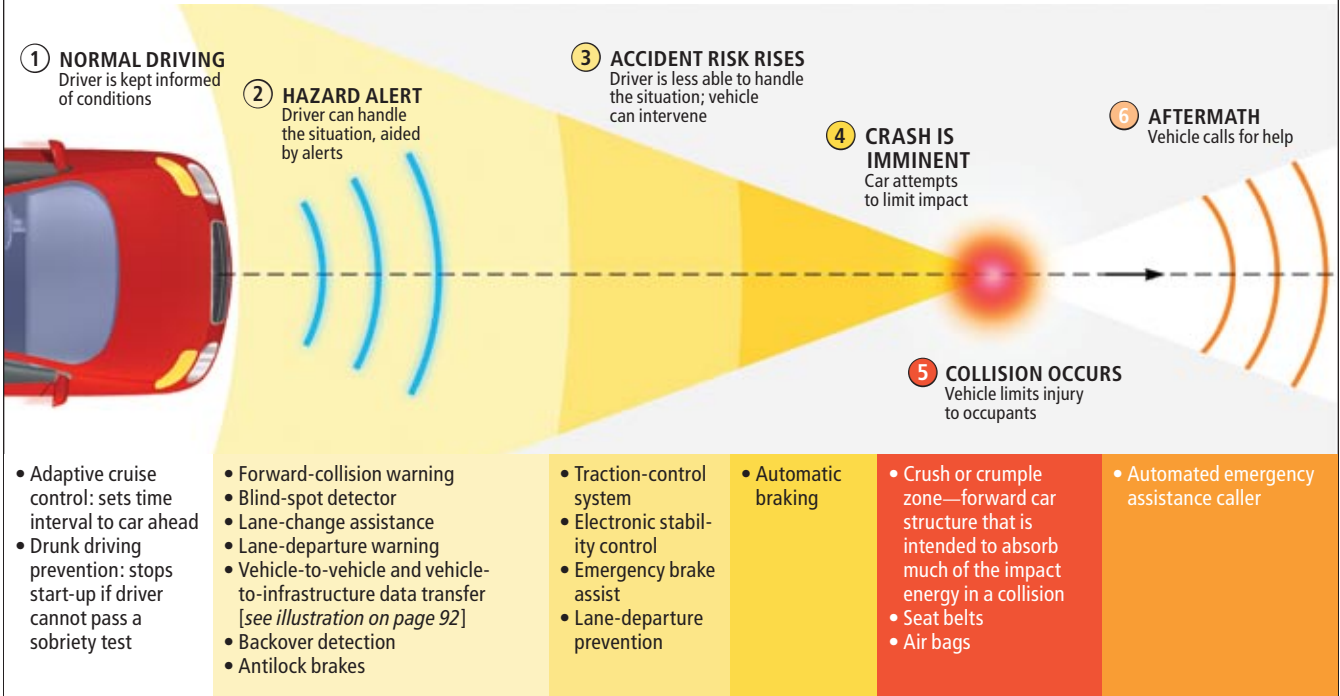 1 NORMAL DRIVING
Driver is kept informed
of conditions
2 HAZARD ALERT
Driver can handle
the situation, aided
by alerts
3 ACCIDENT RISK RISES
Driver is less able to handle
the situation; vehicle
can intervene
4 CRASH IS
IMMINENT
Car attempts
to limit impact
5 COLLISION OCCURS
Vehicle limits injury
to occupants
6 AFTERMATH
Vehicle calls for help
• Adaptive cruise
control: sets time
interval to car ahead
• Drunk driving
prevention: stops
start-up if driver
cannot pass a
sobriety test
• Forward-collision warning
• Blind-spot detector
• Lane-change assistance
• Lane-departure warning
• Vehicle-to-vehicle and vehicle-
to-infrastructure data transfer
[see illustration on page 92]
• Backover detection
• Antilock brakes
• Traction-control
system
• Electronic stabil-
ity control
• Emergency brake
assist
• Lane-departure
prevention
• Automatic
braking
• Crush or crumple
zone—forward car
structure that is
intended to absorb
much of the impact
energy in a collision
• Seat belts
• Air bags
• Automated emergency
assistance caller